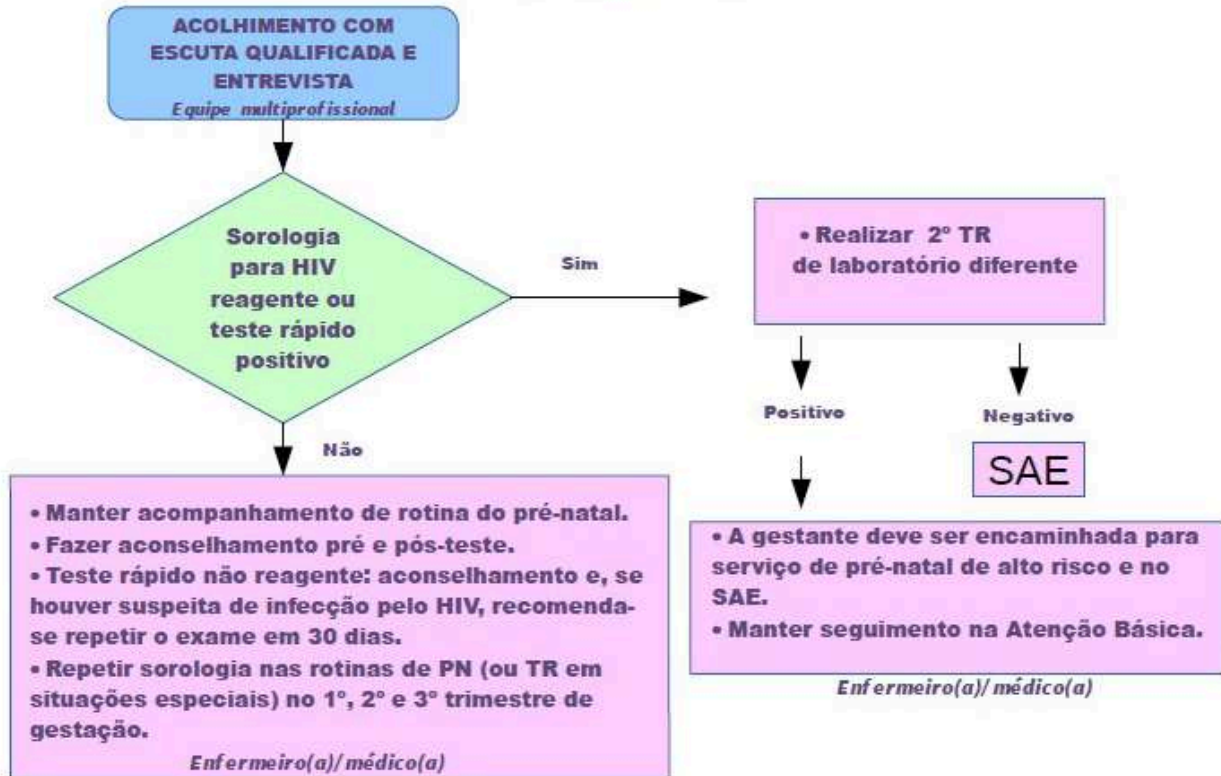 ACOLHIMENTO COM
ESCUTA QUALIFICADA E
ENTREVISTA
Equipe multiprofissional
Sorologia
para HIV
reagente ou
teste rápido
positivo
Sim
• Realizar 2º TR
de laboratório diferente
Positivo
Negativo
SAE
Não
• Manter acompanhamento de rotina do pré-natal.
• Fazer aconselhamento pré e pós-teste.
• Teste rápido não reagente: aconselhamento e, se
houver suspeita de infecção pelo HIV, recomenda-
se repetir o exame em 30 dias.
• Repetir sorologia nas rotinas de PN (ou TR em
situações especiais) no 1º, 2º e 3º trimestre de
gestação.
Enfermeiro(a)/médico(a)
• A gestante deve ser encaminhada para
serviço de pré-natal de alto risco e no
SAE.
• Manter seguimento na Atenção Básica.
Enfermeiro(a)/médico(a)